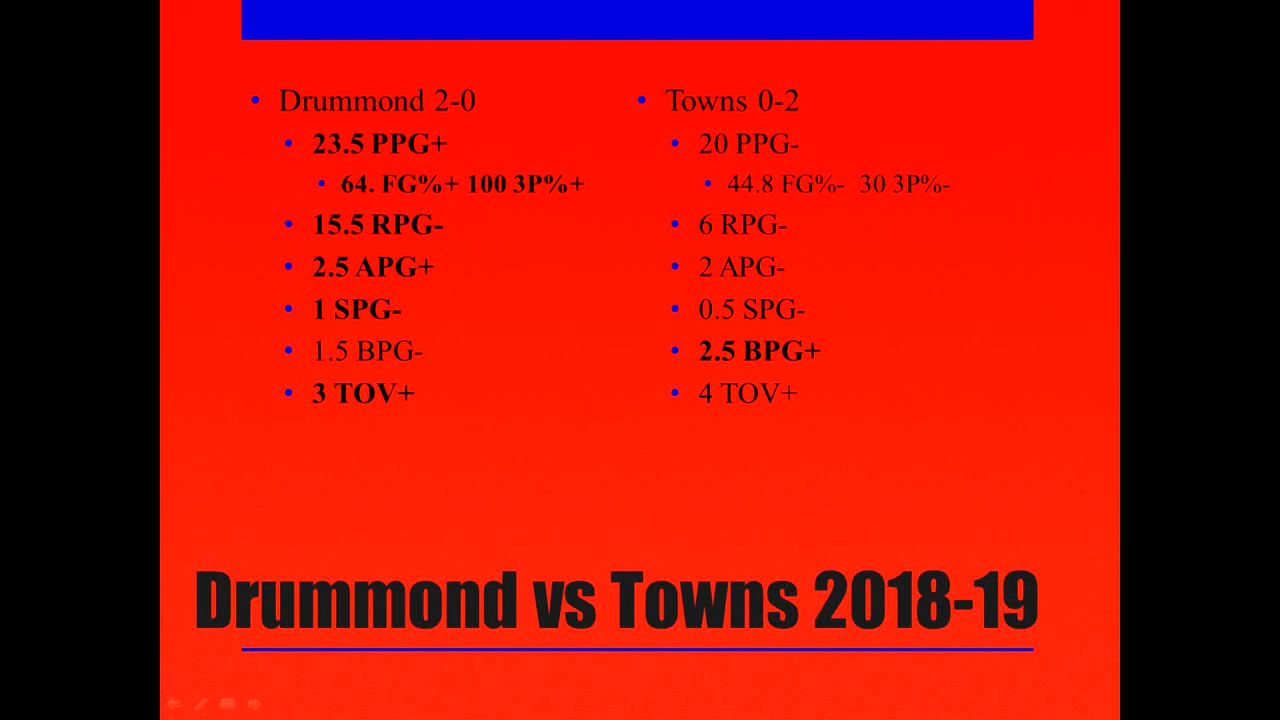 Drummond 2-0
23.5 PPG+
64. FG%+ 100 3P%+
15.5 RPG-
2.5 APG+
1 SPG-
1.5 BPG-
3 TOV+
Towns 0-2
20 PPG-
44.8 FG%- 30 3P%-
6 RPG-
2 APG-
0.5 SPG-
2.5 BPG+
4 TOV+
Drummond vs Towns 2018-19